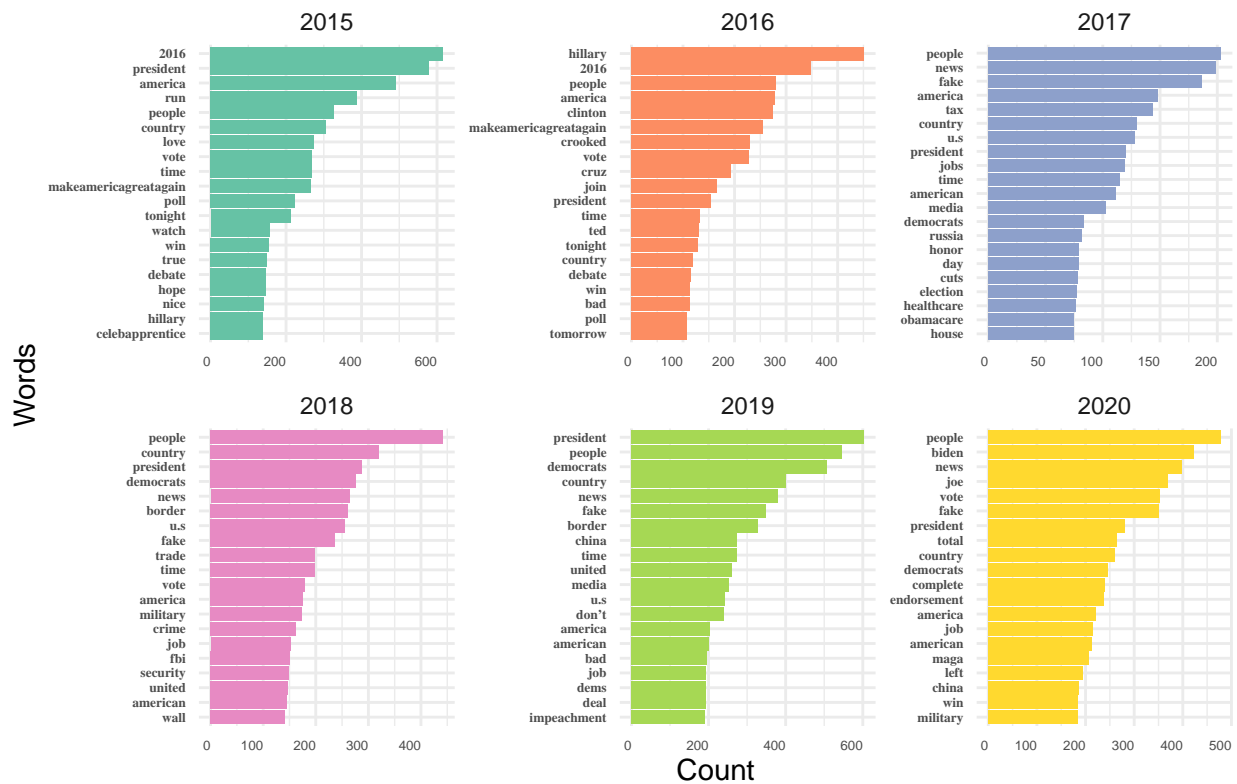 2015
2016
president
america
run
people
country
love
vote
time
makeamericagreatagain
poll
tonight
watch
win
true
debate
hope
nice
hillary
celebapprentice
0 200 400 600
2016
hillary
2016
people
america
clinton
makeamericagreatagain
crooked
vote
cruz
join
president
time
ted
tonight
country
debate
win
bad
poll
tomorrow
0 100 200 300 400
2017
people
news
fake
america
tax
country
u.s
president
jobs
time
american
media
democrats
russia
honor
day
cuts
election
healthcare
obamacare
house
0 50 100 150 200
Words
2018
people
country
president
democrats
news
border
u.s
fake
trade
time
vote
america
military
crime
job
fbi
security
united
american
wall
0 100 200 300 400
2019
president
people
democrats
country
news
fake
border
china
time
united
media
u.s
don't
america
american
bad
job
dems
deal
impeachment
0 200 400 600
2020
people
biden
news
joe
vote
fake
president
total
country
democrats
complete
endorsement
america
job
american
maga
left
china
win
military
0 100 200 300 400 500
Count